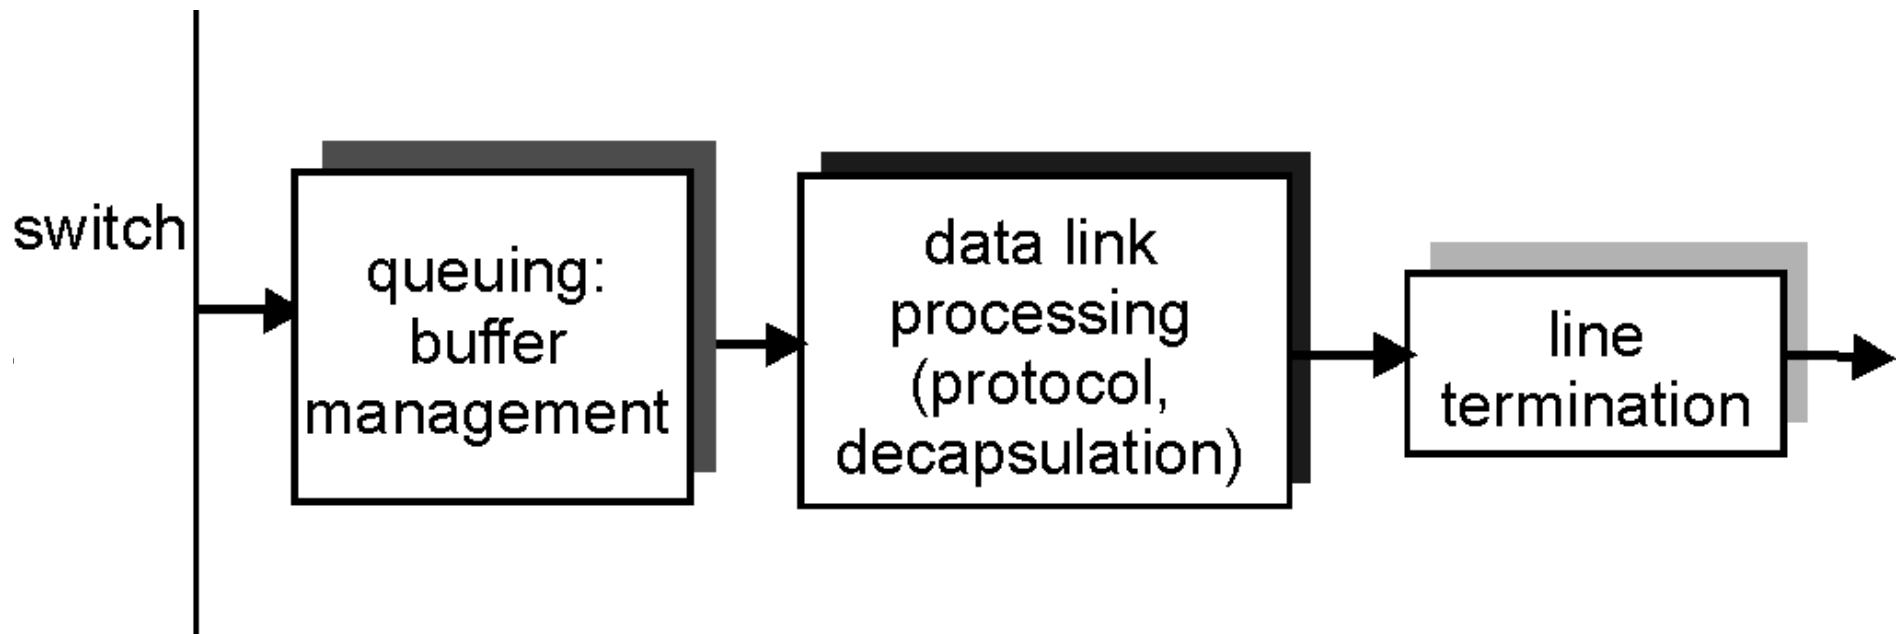 switch
queuing:
buffer
management
data link
processing
(protocol,
decapsulation)
line
termination